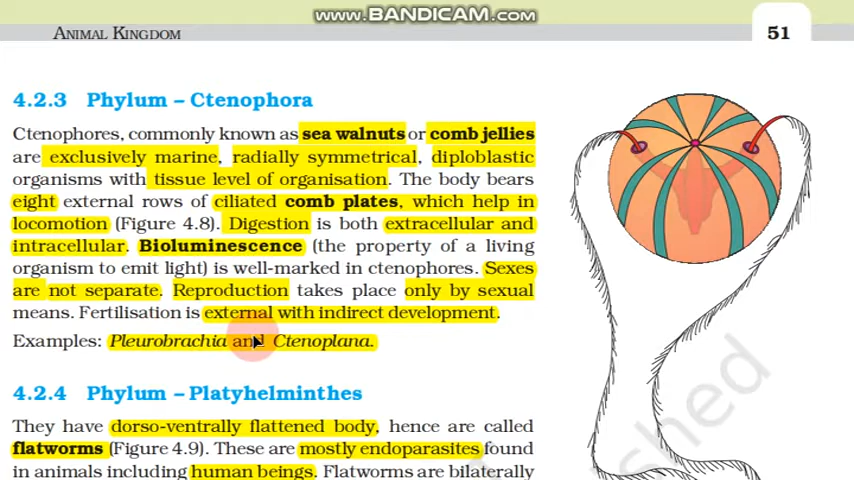 www.BANDICAM.com
ANIMAL KINGDOM
51
4.2.3 Phylum – Ctenophora
Ctenophores, commonly known as sea walnuts or comb jellies
are exclusively marine, radially symmetrical, diploblastic
organisms with tissue level of organisation. The body bears
eight external rows of ciliated comb plates, which help in
locomotion (Figure 4.8). Digestion is both extracellular and
intracellular. Bioluminescence (the property of a living
organism to emit light) is well-marked in ctenophores. Sexes
are not separate. Reproduction takes place only by sexual
means. Fertilisation is external with indirect development.
Examples: Pleurobrachia and Ctenoplana.
4.2.4 Phylum – Platyhelminthes
They have dorso-ventrally flattened body, hence are called
flatworms (Figure 4.9). These are mostly endoparasites found
in animals including human beings. Flatworms are bilaterally